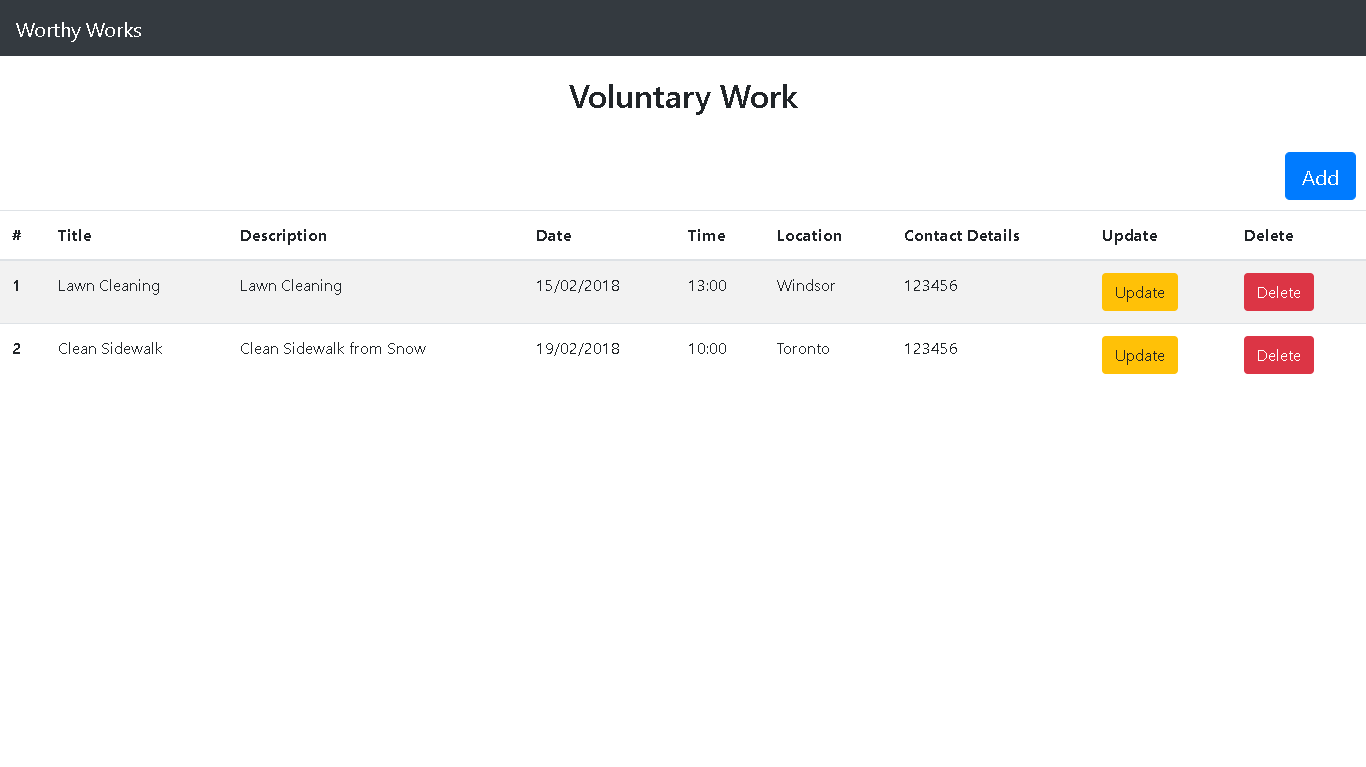 Worthy Works
Voluntary Work
Add
# Title Description Date Time Location Contact Details Update Delete
1 Lawn Cleaning Lawn Cleaning 15/02/2018 13:00 Windsor 123456 Update Delete
2 Clean Sidewalk Clean Sidewalk from Snow 19/02/2018 10:00 Toronto 123456 Update Delete